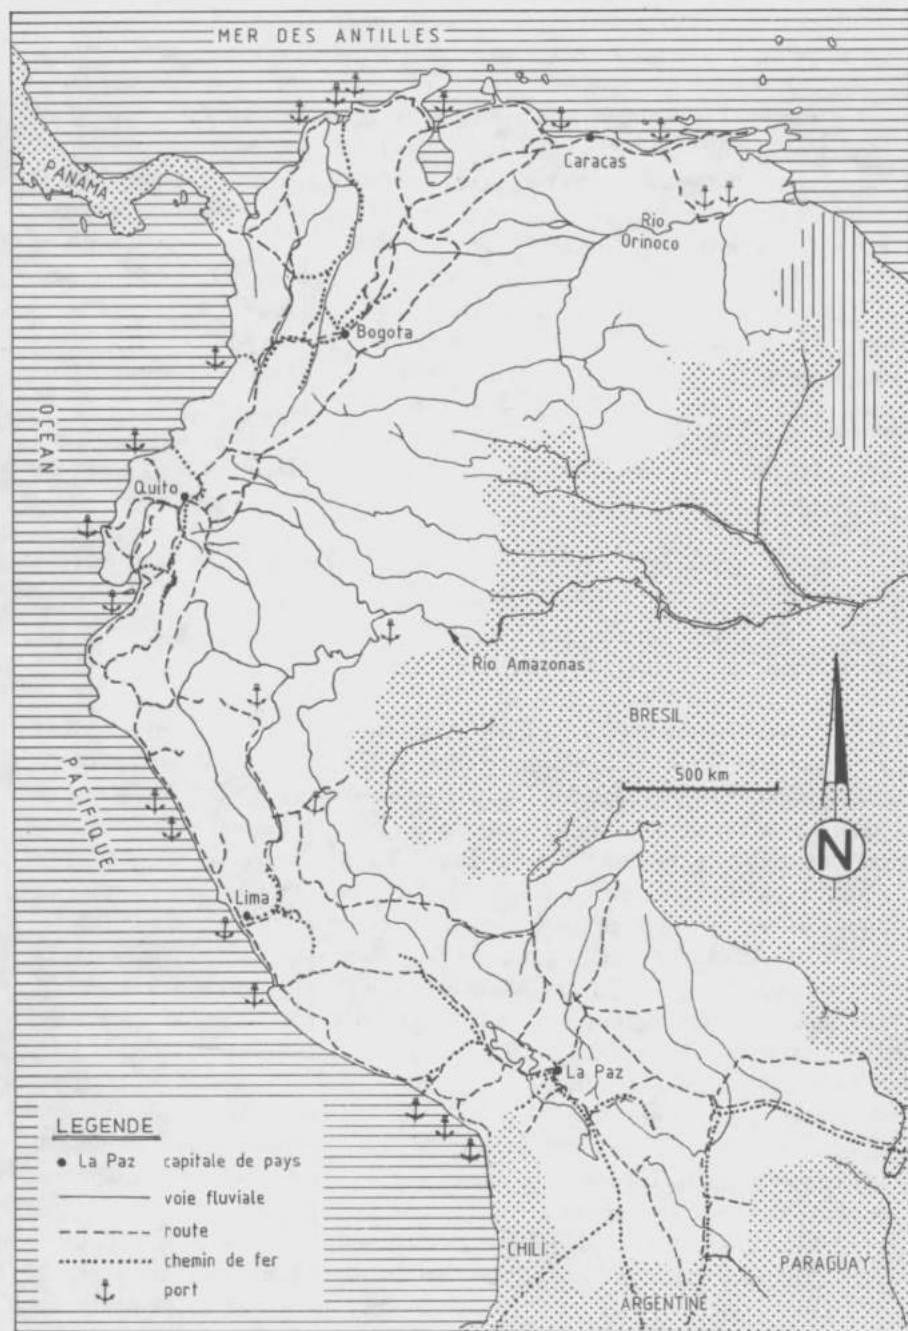 MER DES ANTILLES
PANAMA
Caracas
Rio
Orinoco
Bogota
OCEAN
Quito
Rio Amazonas
BRESIL
500 km
PACIFIQUE
N
Lima
La Paz
LEGENDE
La Paz capitale de pays
voie fluviale
route
chemin de fer
port
CHILI
PARAGUAY
ARGENTINE